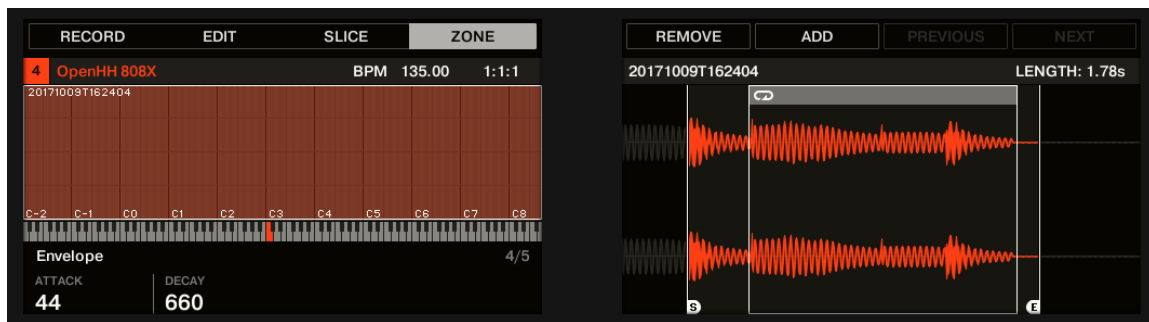 RECORD EDIT SLICE ZONE
4 OpenHH 808X BPM 135.00 1:1:1
20171009T162404
C-2 C-1 C0 C1 C2 C3 C4 C5 C6 C7 C8
Envelope 4/5
ATTACK DECAY
44 660
REMOVE ADD PREVIOUS NEXT
20171009T162404 LENGTH: 1.78s
S E